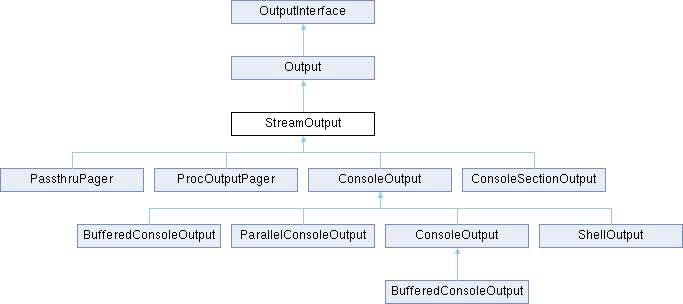 OutputInterface
Output
StreamOutput
PassthruPager
ProcOutputPager
ConsoleOutput
ConsoleSectionOutput
BufferedConsoleOutput
ParallelConsoleOutput
ConsoleOutput
ShellOutput
BufferedConsoleOutput